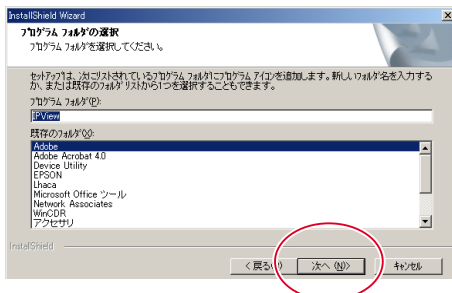 InstallShield Wizard
プログラム フォルダの選択
プログラム フォルダを選択してください。
セットアップは、次にリストされているプログラム フォルダにプログラム アイコンを追加します。新しいフォルダ名を入力する
か、または既存のフォルダ リストから1つを選択することもできます。
プログラム フォルダ(P):
IPView
既存のフォルダ(X):
Adobe
Adobe Acrobat 4.0
Device Utility
EPSON
Lhaca
Microsoft Office ツール
Network Associates
WinCDR
アクセサリ
InstallShield
< 戻る(B)
次へ (N)>
キャンセル